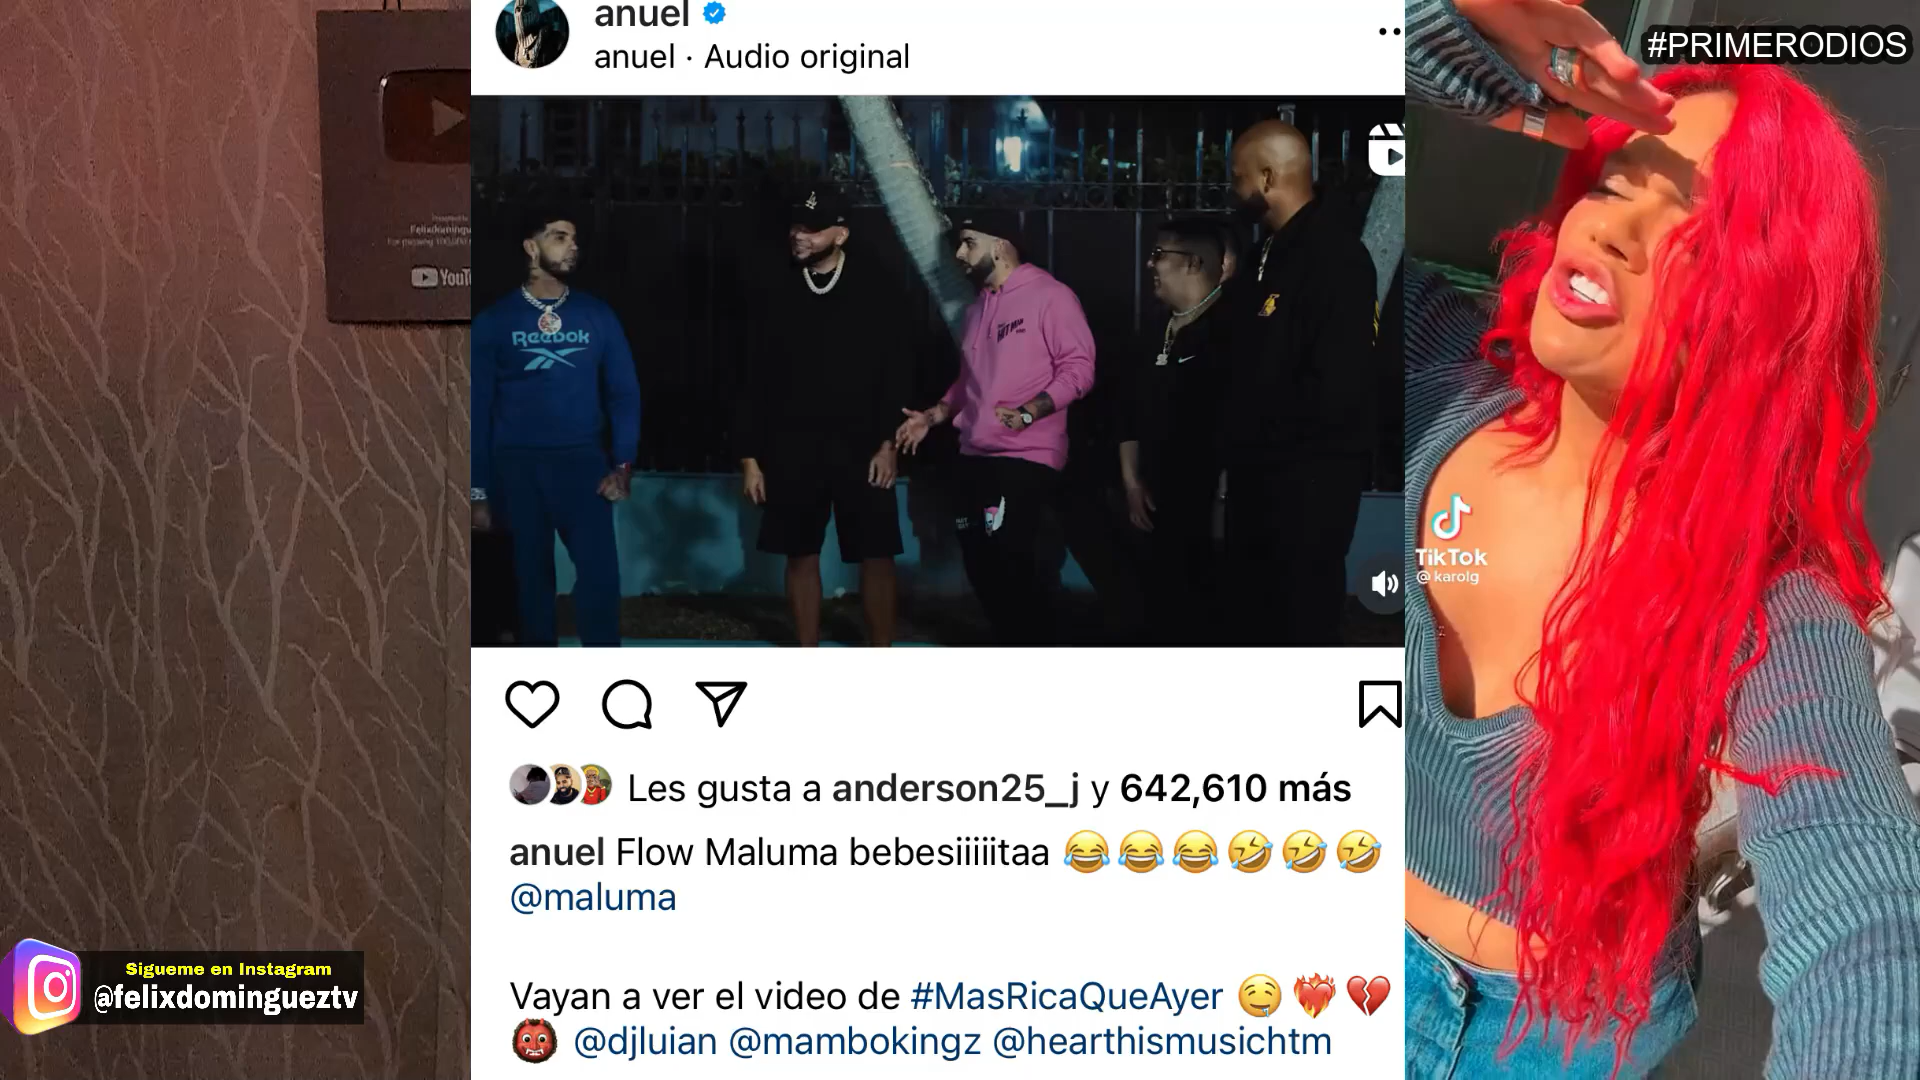 anuel
anuel · Audio original
#PRIMERODIOS
YouT
Reebok
TikTok
@karolg
Les gusta a anderson25_j y 642,610 más
anuel Flow Maluma bebesiiiiitaa 😂😂😂🤣🤣🤣
@maluma
Vayan a ver el video de #MasRicaQueAyer 🤤❤️‍🔥💔
👹 @djluian @mambokingz @hearthismusichtm
Sigueme en Instagram
@felixdomingueztv